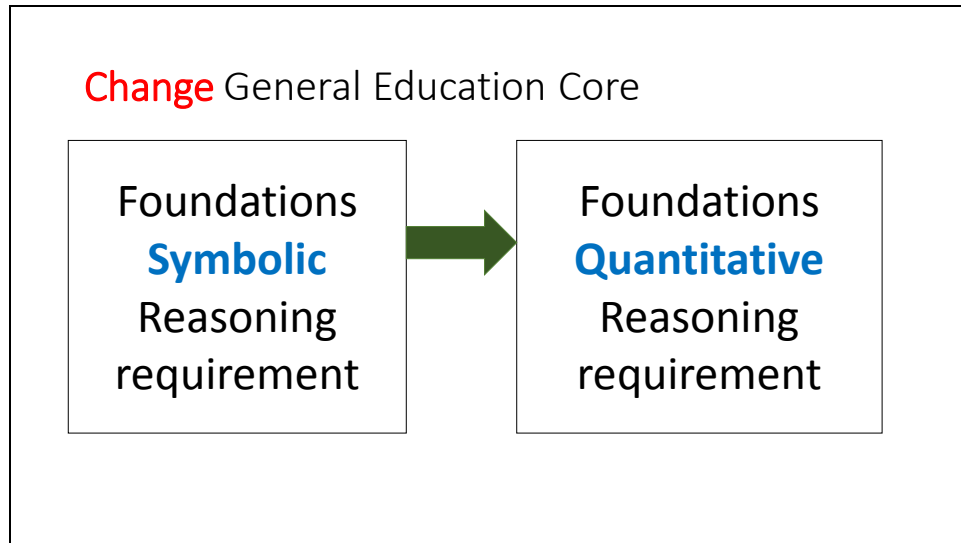 Change General Education Core
Foundations
Symbolic
Reasoning
requirement
Foundations
Quantitative
Reasoning
requirement